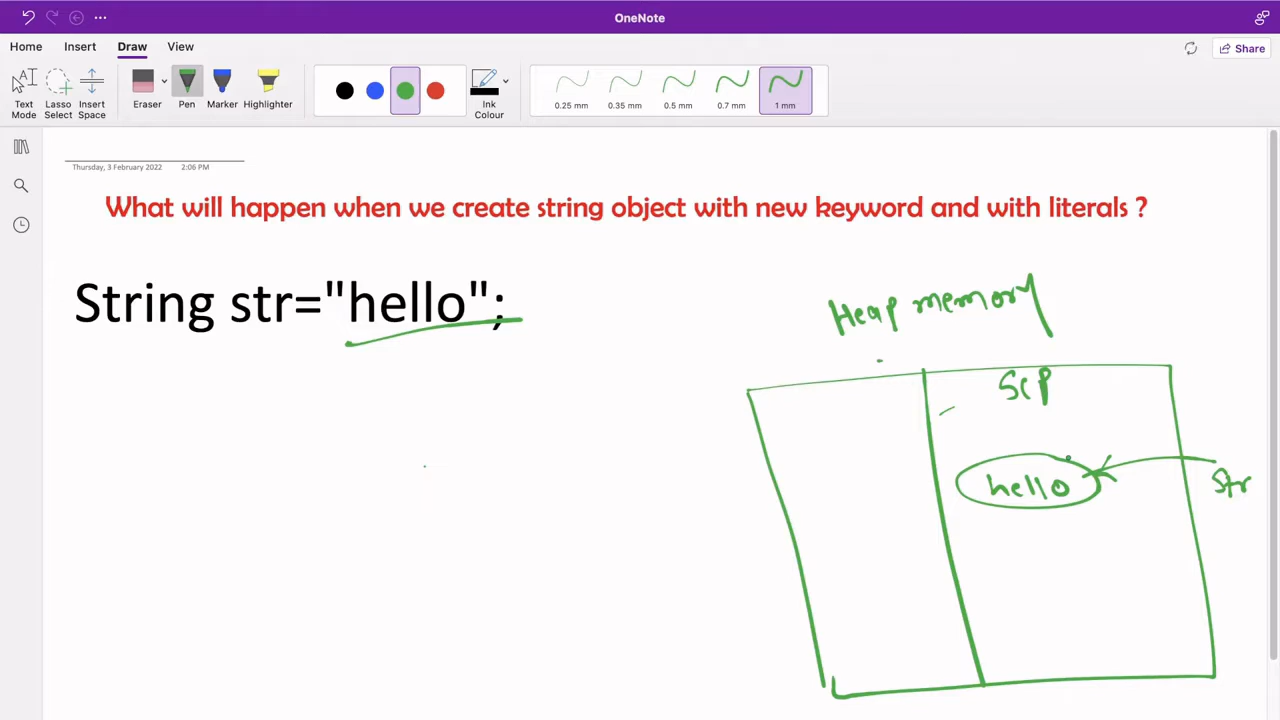 OneNote
Home Insert Draw View
Share
Text Mode
Lasso Select
Insert Space
Eraser
Pen
Marker
Highlighter
Ink Colour
0.25 mm
0.35 mm
0.5 mm
0.7 mm
1 mm
Thursday, 3 February 2022 2:06 PM
What will happen when we create string object with new keyword and with literals ?
String str="hello";
Heap memory
SCP
hello
Str